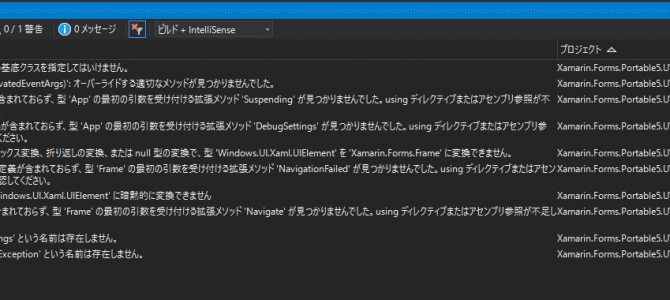 0 / 1 警告
0 メッセージ
ビルド + IntelliSense
プロジェクト
基底クラスを指定してはいけません。
Xamarin.Forms.Portable5.U
vatedEventArgs)': オーバーライドする適切なメソッドが見つかりませんでした。
Xamarin.Forms.Portable5.U
含まれておらず、型 'App' の最初の引数を受け付ける拡張メソッド 'Suspending' が見つかりませんでした。using ディレクティブまたはアセンブリ参照が不
Xamarin.Forms.Portable5.U
が含まれておらず、型 'App' の最初の引数を受け付ける拡張メソッド 'DebugSettings' が見つかりませんでした。using ディレクティブまたはアセンブリ参
ください。
Xamarin.Forms.Portable5.U
ックス変換、折り返しの変換、または null 型の変換で、型 'Windows.UI.Xaml.UIElement' を 'Xamarin.Forms.Frame' に変換できません。
Xamarin.Forms.Portable5.U
定義が含まれておらず、型 'Frame' の最初の引数を受け付ける拡張メソッド 'NavigationFailed' が見つかりませんでした。using ディレクティブまたはアセン
認してください。
Xamarin.Forms.Portable5.U
indows.UI.Xaml.UIElement' に暗黙的に変換できません
Xamarin.Forms.Portable5.U
含まれておらず、型 'Frame' の最初の引数を受け付ける拡張メソッド 'Navigate' が見つかりませんでした。using ディレクティブまたはアセンブリ参照が不足し
Xamarin.Forms.Portable5.U
ngs' という名前は存在しません。
Xamarin.Forms.Portable5.U
Exception' という名前は存在しません。
Xamarin.Forms.Portable5.U